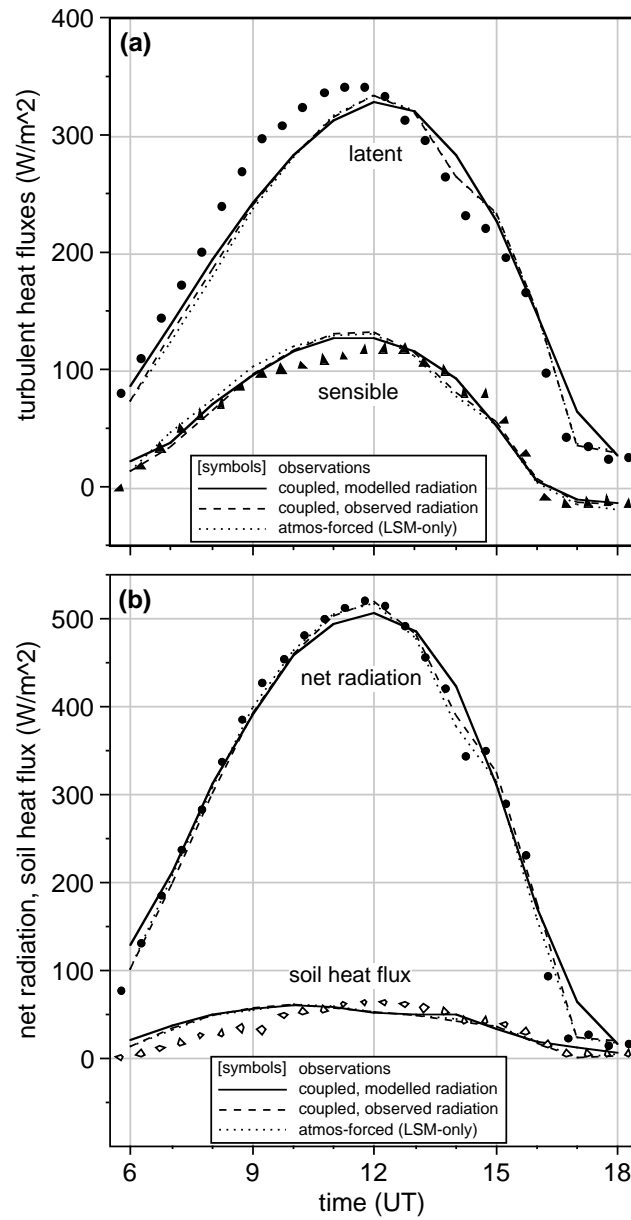 400
(a)
300
latent
200
100
sensible
0
turbulent heat fluxes (W/m^2)
[symbols] observations
coupled, modelled radiation
coupled, observed radiation
atmos-forced (LSM-only)
(b)
500
net radiation
400
300
200
100
soil heat flux
0
net radiation, soil heat flux (W/m^2)
[symbols] observations
coupled, modelled radiation
coupled, observed radiation
atmos-forced (LSM-only)
6 9 12 15 18
time (UT)